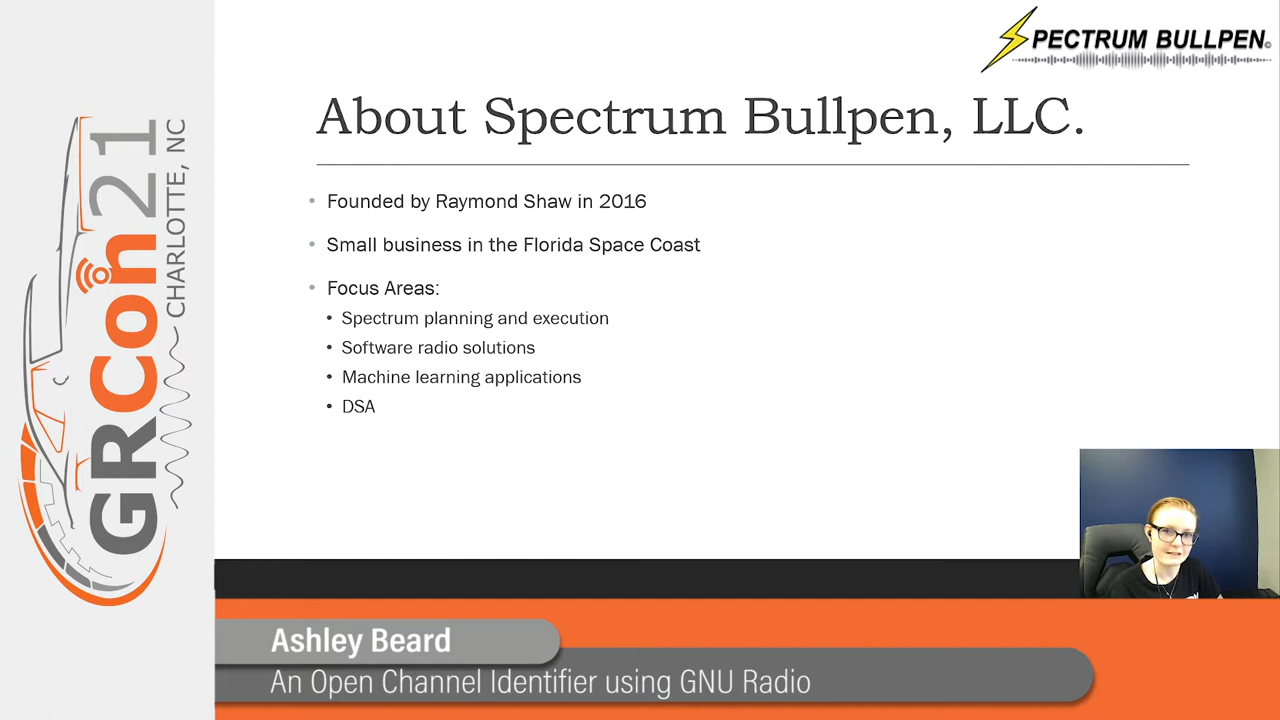 GRCon21
CHARLOTTE, NC
SPECTRUM BULLPEN©
About Spectrum Bullpen, LLC.
• Founded by Raymond Shaw in 2016
• Small business in the Florida Space Coast
• Focus Areas:
• Spectrum planning and execution
• Software radio solutions
• Machine learning applications
• DSA
Ashley Beard
An Open Channel Identifier using GNU Radio